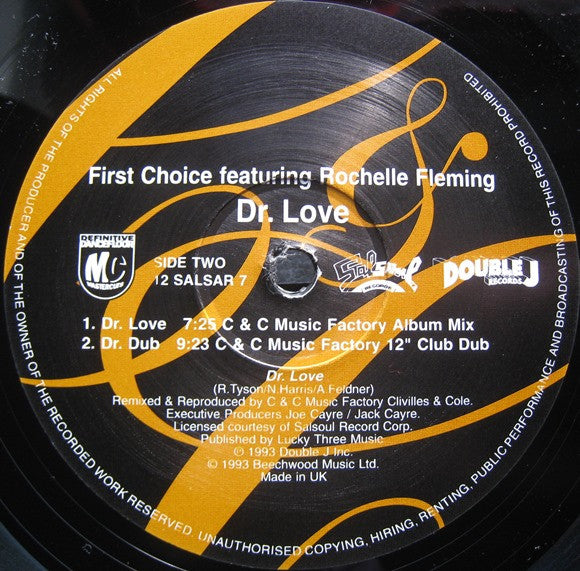 First Choice featuring Rochelle Fleming
Dr. Love
DEFINITIVE
DANCEFLOOR
MC
MASTERCUTS
SIDE TWO
12 SALSAR 7
Salsoul
RECORDS
DOUBLE J
RECORDS
1. Dr. Love 7:25 C & C Music Factory Album Mix
2. Dr. Dub 9:23 C & C Music Factory 12" Club Dub
Dr. Love
(R.Tyson/N.Harris/A Feldner)
Remixed & Reproduced by C & C Music Factory Clivilles & Cole.
Executive Producers Joe Cayre / Jack Cayre.
Licensed courtesy of Salsoul Record Corp.
Published by Lucky Three Music
℗ 1993 Double J Inc.
© 1993 Beechwood Music Ltd.
Made in UK
ALL RIGHTS OF THE PRODUCER AND OF THE OWNER OF THE RECORDED WORK RESERVED. UNAUTHORISED COPYING, HIRING, RENTING, PUBLIC PERFORMANCE AND BROADCASTING OF THIS RECORD PROHIBITED